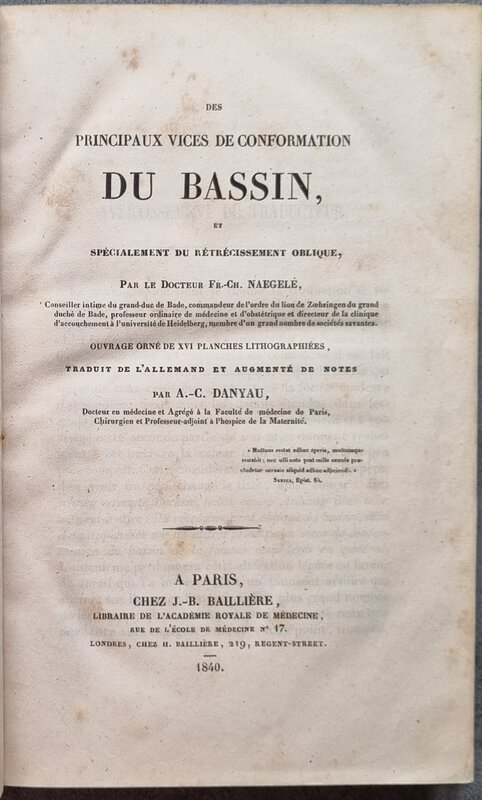 DES
PRINCIPAUX VICES DE CONFORMATION
DU BASSIN,
ET
SPÉCIALEMENT DU RÉTRÉCISSEMENT OBLIQUE,
PAR LE DOCTEUR FR.-CH. NAEGELÉ,
Conseiller intime du grand-duc de Bade, commandeur de l'ordre du lion de Zœhringen du grand
duché de Bade, professeur ordinaire de médecine et d'obstétrique et directeur de la clinique
d'accouchement à l'université de Heidelberg, membre d'un grand nombre de sociétés savantes.
OUVRAGE ORNÉ DE XVI PLANCHES LITHOGRAPHIÉES,
TRADUIT DE L'ALLEMAND ET AUGMENTÉ DE NOTES
PAR A.-C. DANYAU,
Docteur en médecine et Agrégé à la Faculté de médecine de Paris,
Chirurgien et Professeur-adjoint à l'hospice de la Maternité.
« Multum restat adhuc operis, multumque
restabit; nec ulli nato post mille sæcula præ-
cludetur occasio aliquid adhuc adjiciendi. »
SENECA, Epist. 64.
A PARIS,
CHEZ J.-B. BAILLIÈRE,
LIBRAIRE DE L'ACADÉMIE ROYALE DE MÉDECINE,
RUE DE L'ÉCOLE DE MÉDECINE N° 17.
LONDRES, CHEZ H. BAILLIÈRE, 219, REGENT-STREET.
1840.